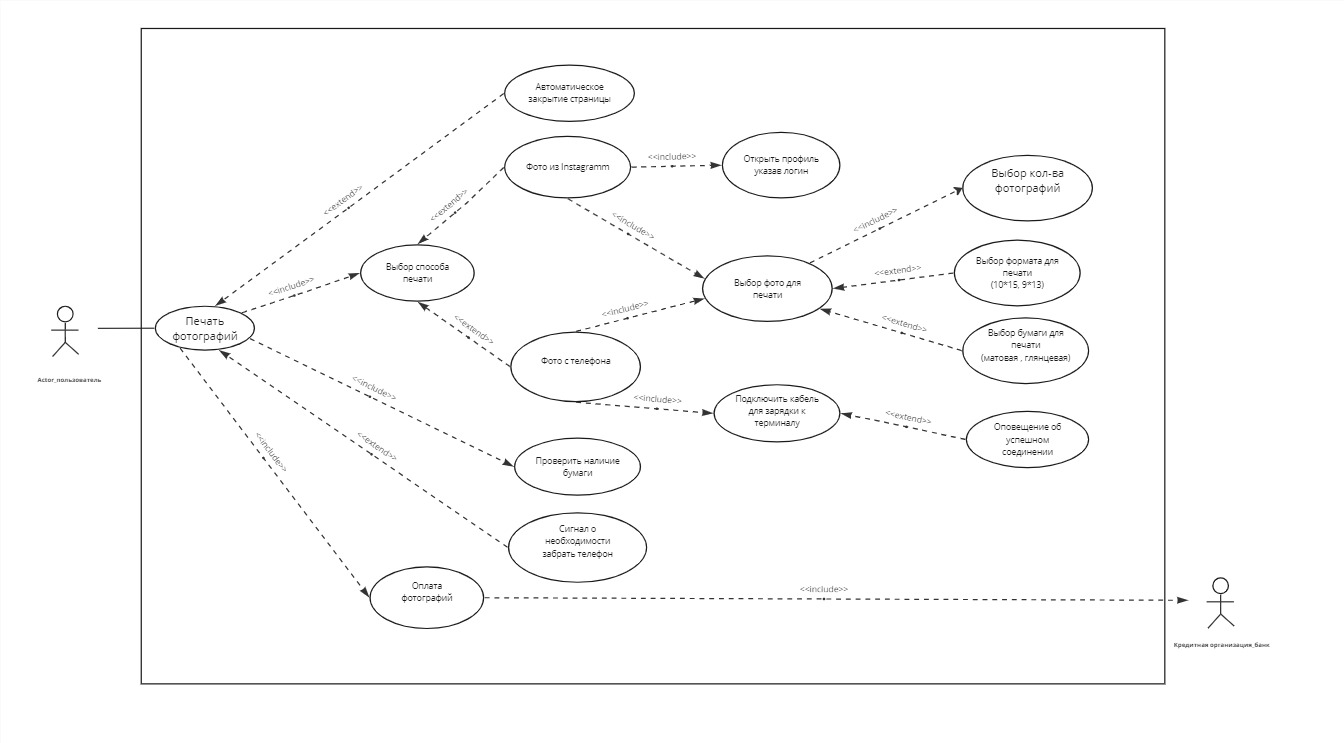 Автоматическое
закрытие страницы
Фото из Instagramm
<<include>>
Открыть профиль
указав логин
Выбор кол-ва
фотографий
<<extend>>
<<extend>>
<<include>>
<<include>>
Выбор способа
печати
<<include>>
Выбор фото для
печати
<<extend>>
Выбор формата для
печати
(10*15, 9*13)
Печать
фотографий
<<extend>>
<<include>>
<<extend>>
Выбор бумаги для
печати
(матовая , глянцевая)
Фото с телефона
Actor_пользователь
<<include>>
<<include>>
Подключить кабель
для зарядки к
терминалу
<<extend>>
Оповещение об
успешном
соединении
<<include>>
<<extend>>
Проверить наличие
бумаги
Сигнал о
необходимости
забрать телефон
Оплата
фотографий
<<include>>
Кредитная организация_банк